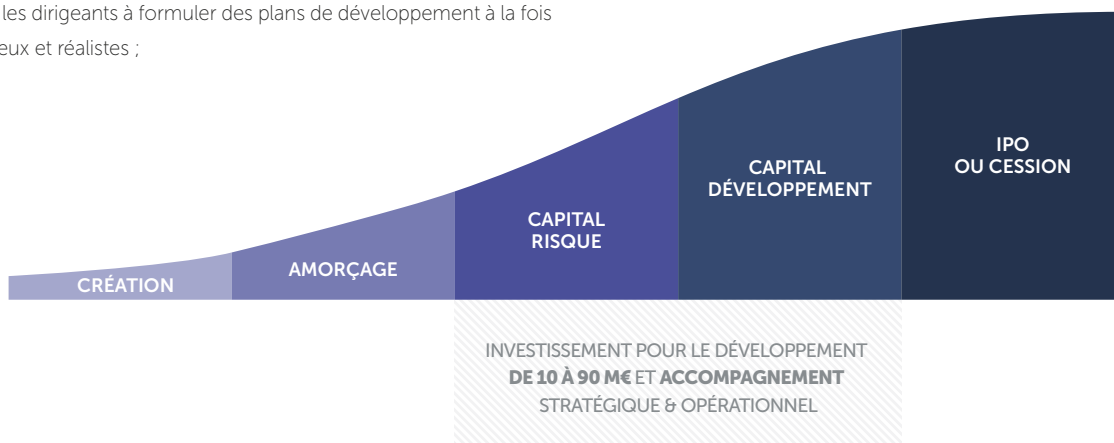 les dirigeants à formuler des plans de développement à la fois
eux et réalistes ;
IPO
OU CESSION
CAPITAL
DÉVELOPPEMENT
CAPITAL
RISQUE
AMORÇAGE
CRÉATION
INVESTISSEMENT POUR LE DÉVELOPPEMENT
DE 10 À 90 M€ ET ACCOMPAGNEMENT
STRATÉGIQUE & OPÉRATIONNEL